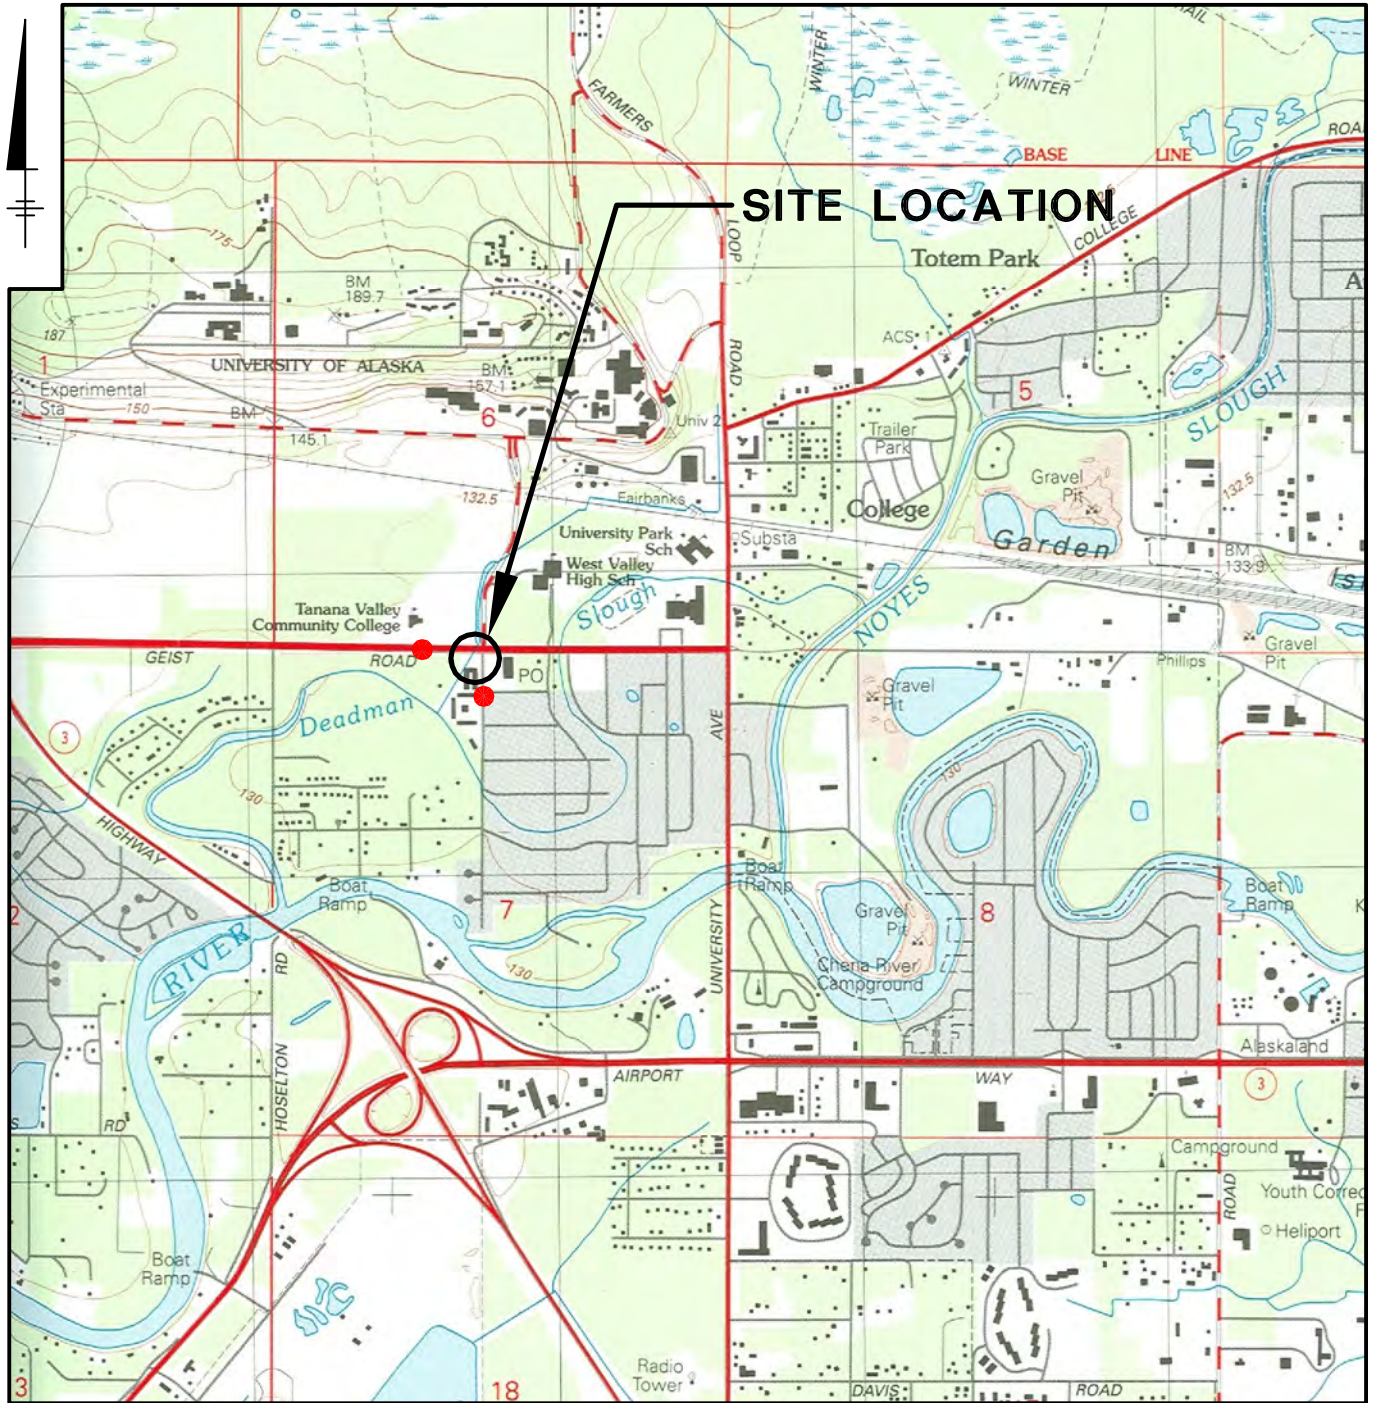 FARMERS
WINTER
WINTER
ROA
BASE LINE
SITE LOCATION
LOOP
COLLEGE
Totem Park
175
BM
189.7
A
187
ROAD
ACS
1
UNIVERSITY OF ALASKA
BM
157.1
5
SLOUGH
Experimental
Sta
150
BM
6
145.1
Univ 2
Trailer
Park
Gravel
Pit
132.5
132.5
Fairbanks
College
University Park
Sch
Substa
Garden
BM
133.9
Isl
West Valley
High Sch
Slough
NOYES
Tanana Valley
Community College
GEIST
ROAD
PO
Phillips
Gravel
Pit
Gravel
Pit
Deadman
AVE
3
130
130
HIGHWAY
Boat
Ramp
Boat
Ramp
Boat
Ramp
K
2
7
Gravel
Pit
8
RIVER
RD
130
UNIVERSITY
Chena River
Campground
HOSELTON
Alaskaland
AIRPORT
WAY
3
S
RD
Campground
ROAD
Youth Correc
F
Heliport
Boat
Ramp
Radio
Tower
3
18
DAVIS
ROAD